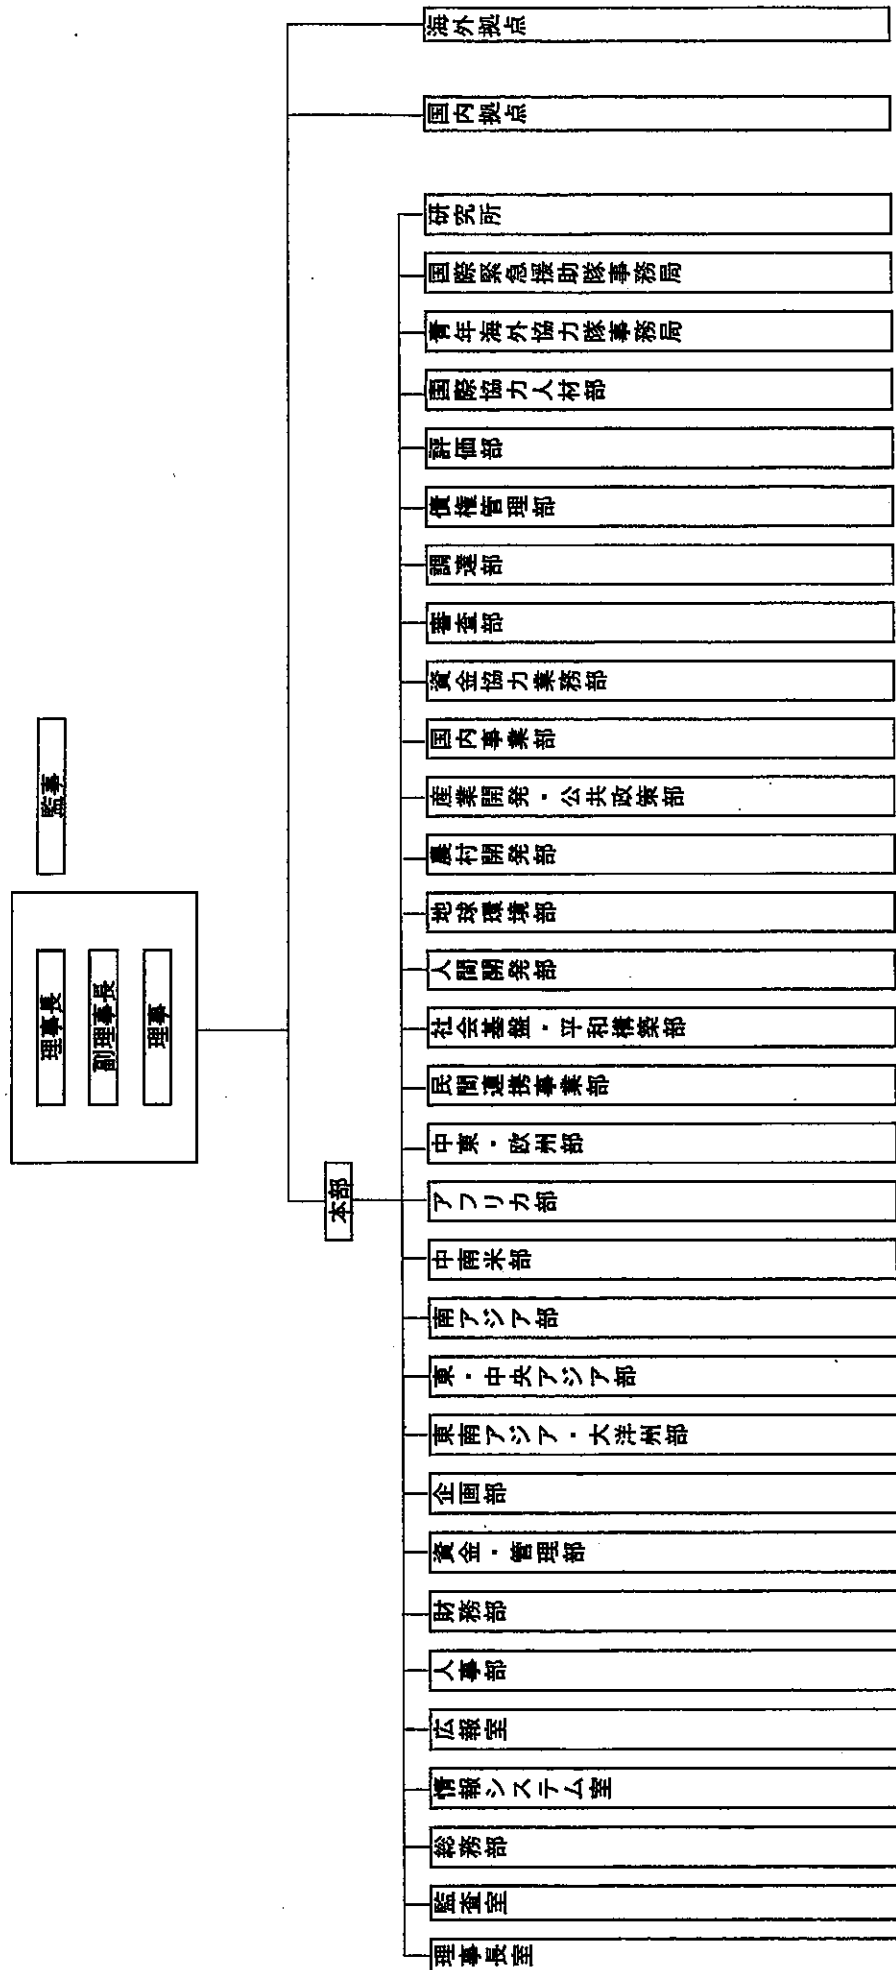 理事長
副理事長
理事
監事
本部
理事長室
監査室
総務部
情報システム室
広報室
人事部
財務部
資金・管理部
企画部
東南アジア・大洋州部
東・中央アジア部
南アジア部
中南米部
アフリカ部
中東・欧州部
民間連携事業部
社会基盤・平和構築部
人間開発部
地球環境部
農村開発部
産業開発・公共政策部
国内事業部
資金協力業務部
審査部
調達部
債権管理部
評価部
国際協力人材部
青年海外協力隊事務局
国際緊急援助隊事務局
研究所
国内拠点
海外拠点